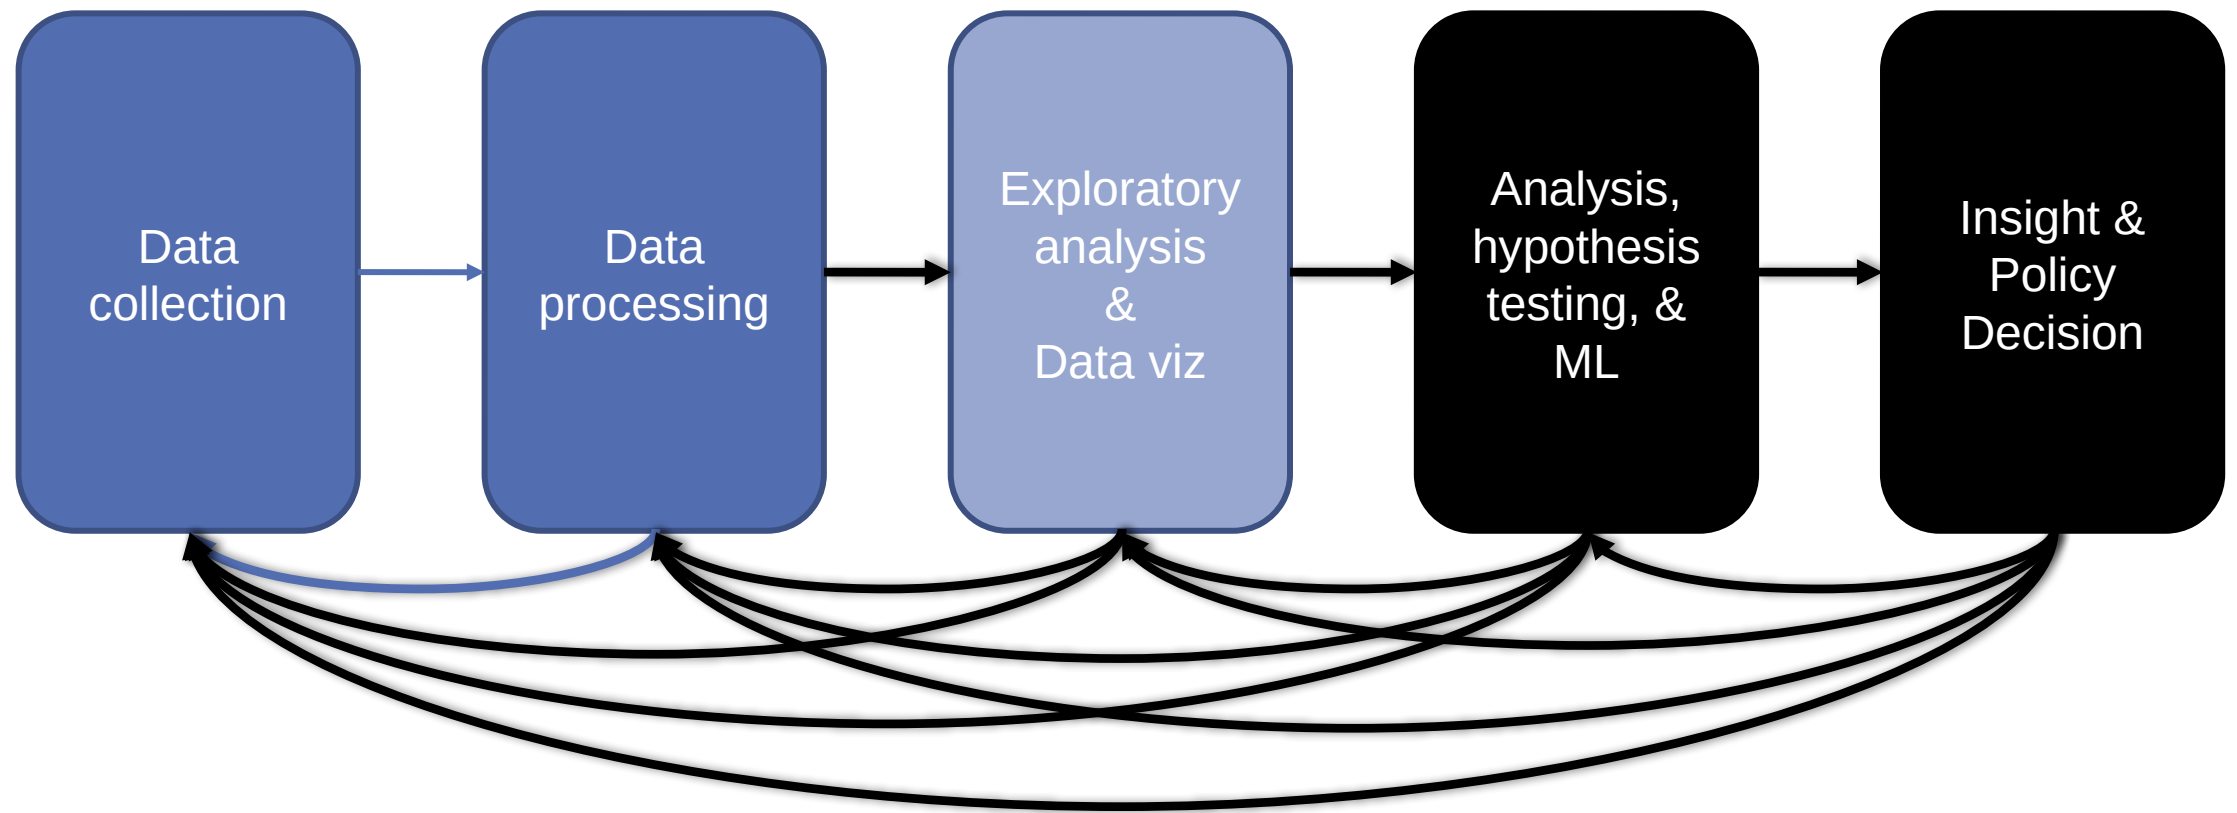 Data
collection
Data
processing
Exploratory
analysis
&
Data viz
Analysis,
hypothesis
testing, &
ML
Insight &
Policy
Decision